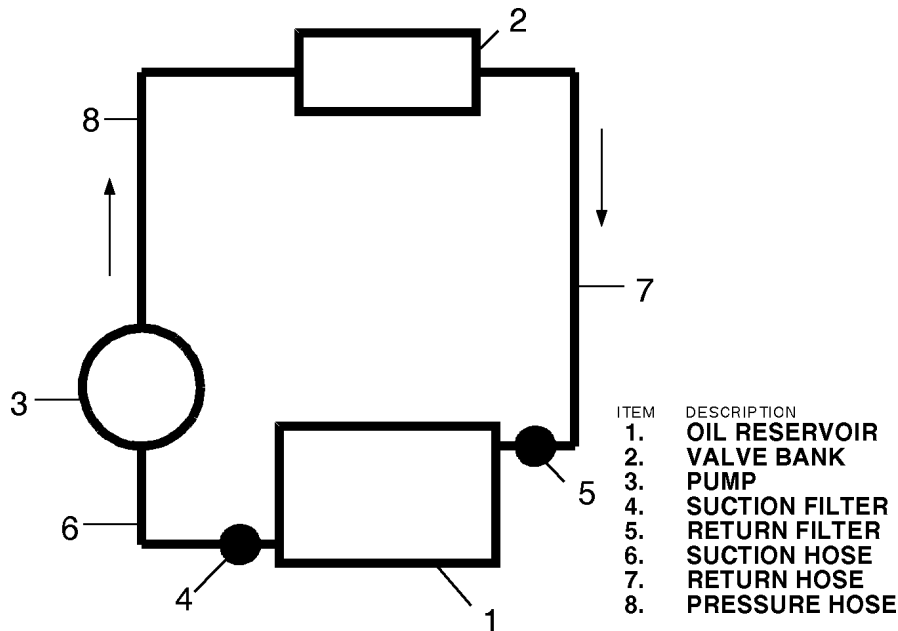 2
8
7
3
ITEM DESCRIPTION
1. OIL RESERVOIR
2. VALVE BANK
3. PUMP
4. SUCTION FILTER
5. RETURN FILTER
6. SUCTION HOSE
7. RETURN HOSE
8. PRESSURE HOSE
5
6
4
1